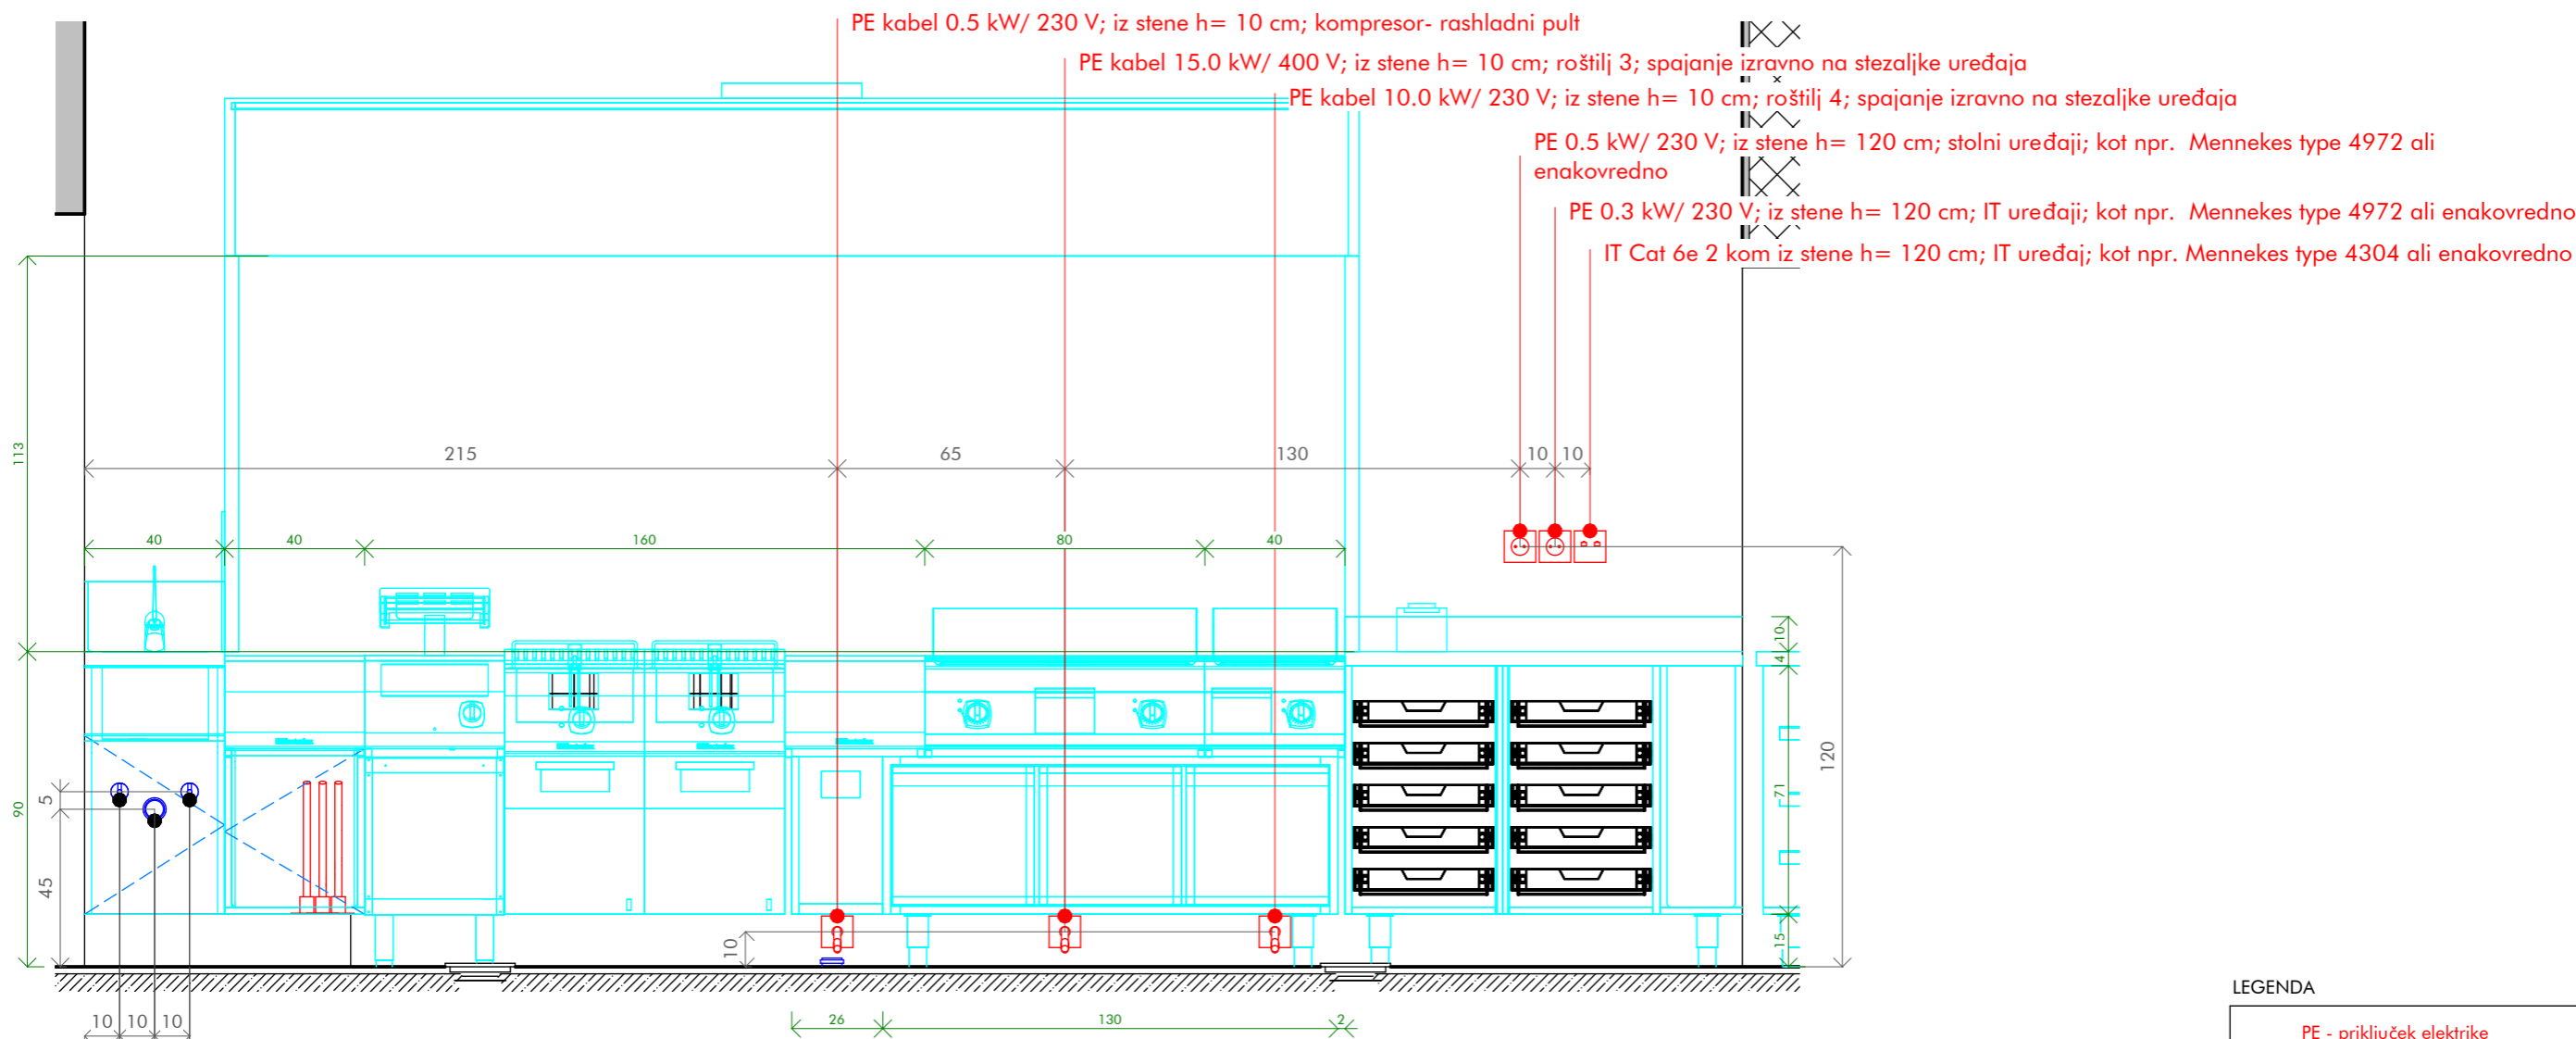 PE kabel 0.5 kW/ 230 V; iz stene h= 10 cm; kompresor- rashladni pult
PE kabel 15.0 kW/ 400 V; iz stene h= 10 cm; roštilj 3; spajanje izravno na stezaljke uređaja
PE kabel 10.0 kW/ 230 V; iz stene h= 10 cm; roštilj 4; spajanje izravno na stezaljke uređaja
PE 0.5 kW/ 230 V; iz stene h= 120 cm; stolni uređaji; kot npr. Mennekes type 4972 ali
enakovredno
PE 0.3 kW/ 230 V; iz stene h= 120 cm; IT uređaji; kot npr. Mennekes type 4972 ali enakovredno
IT Cat 6e 2 kom iz stene h= 120 cm; IT uređaj; kot npr. Mennekes type 4304 ali enakovredno
113
215
65
130
10
10
40
40
160
80
40
10
4
120
71
5
90
45
10
15
10
10
10
26
130
2
LEGENDA
PE - priključek elektrike